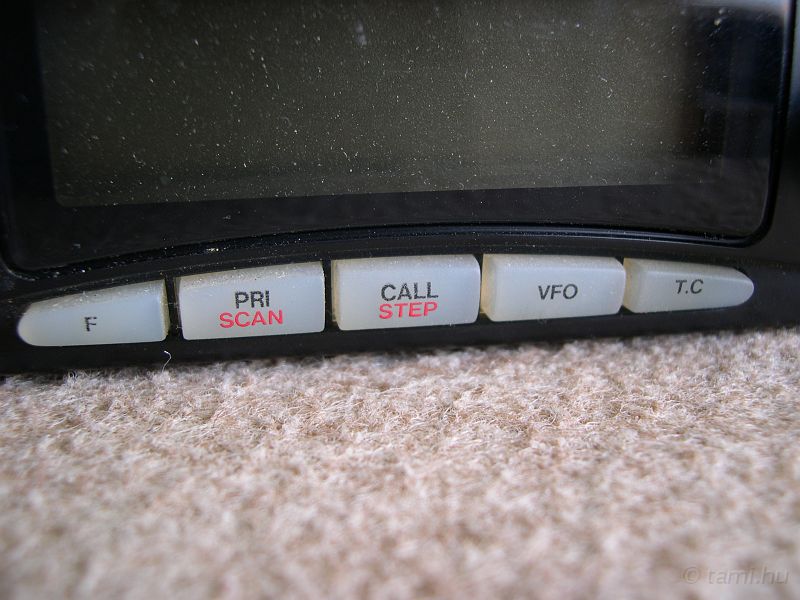 F
PRI
SCAN
CALL
STEP
VFO
T.C
© tami.hu